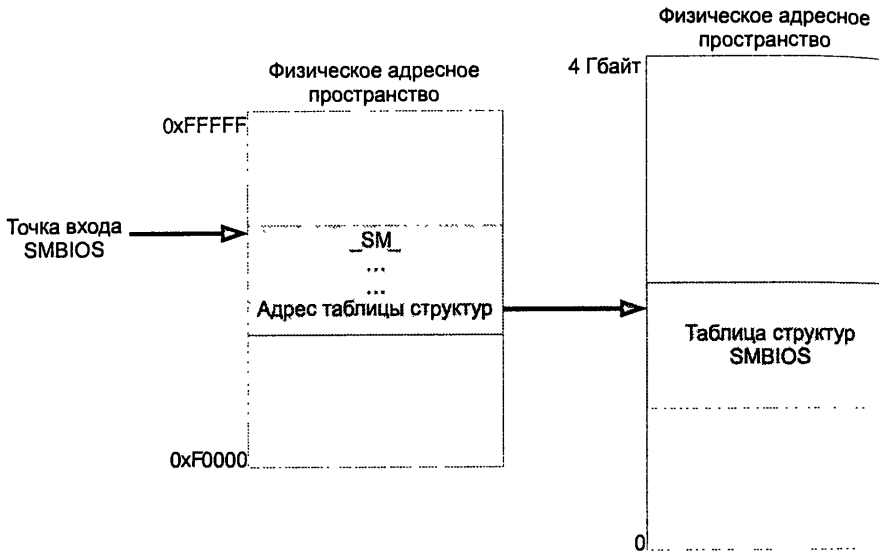 Физическое адресное
пространство
4 Гбайт
Физическое адресное
пространство
0xFFFFF
Точка входа
SMBIOS
_SM_
...
...
Адрес таблицы структур
Таблица структур
SMBIOS
0xF0000
0